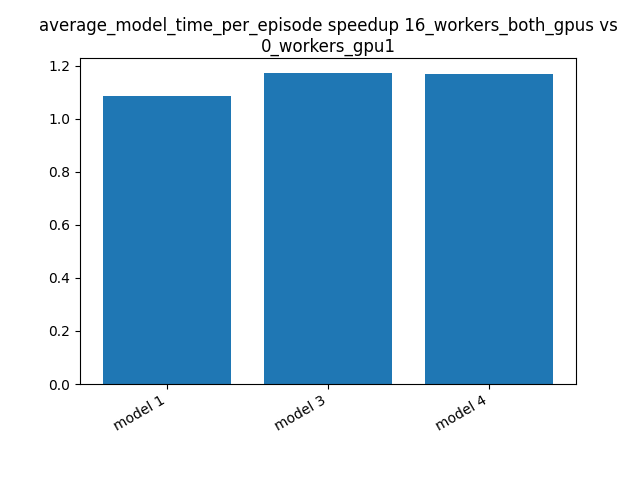 average_model_time_per_episode speedup 16_workers_both_gpus vs
0_workers_gpu1
1.2
1.0
0.8
0.6
0.4
0.2
0.0
model 1
model 3
model 4